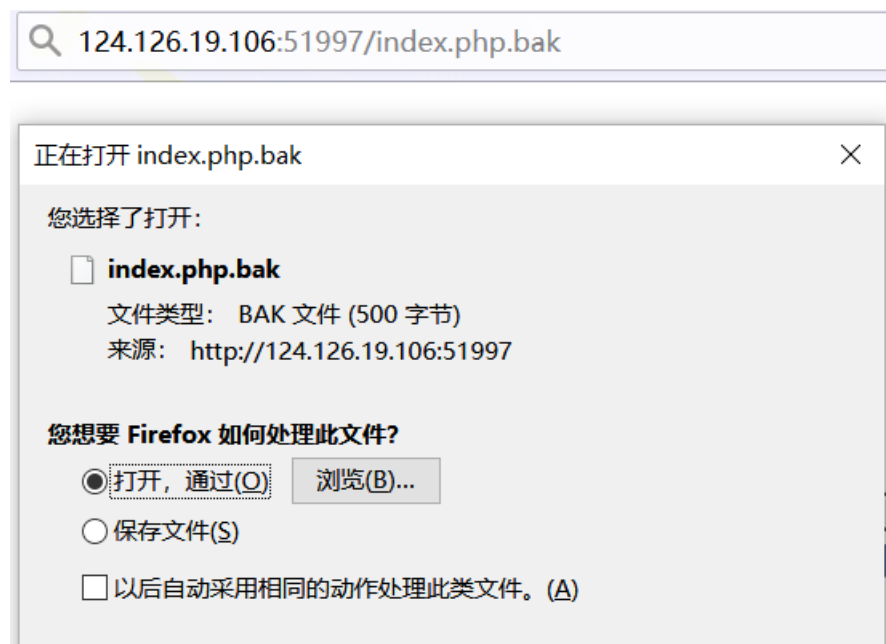 124.126.19.106:51997/index.php.bak
正在打开 index.php.bak
您选择了打开:
index.php.bak
文件类型: BAK 文件 (500 字节)
来源: http://124.126.19.106:51997
您想要 Firefox 如何处理此文件?
打开，通过(O) 浏览(B)...
保存文件(S)
以后自动采用相同的动作处理此类文件。(A)